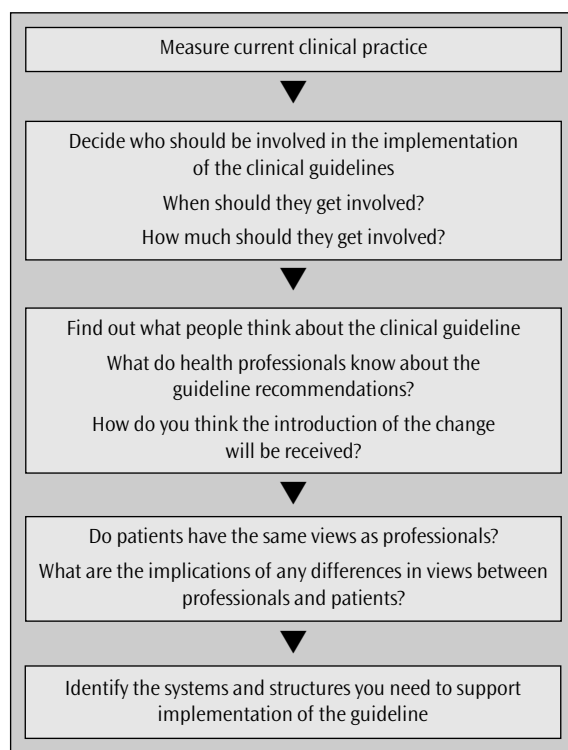 Measure current clinical practice
Decide who should be involved in the implementation
of the clinical guidelines
When should they get involved?
How much should they get involved?
Find out what people think about the clinical guideline
What do health professionals know about the
guideline recommendations?
How do you think the introduction of the change
will be received?
Do patients have the same views as professionals?
What are the implications of any differences in views between
professionals and patients?
Identify the systems and structures you need to support
implementation of the guideline